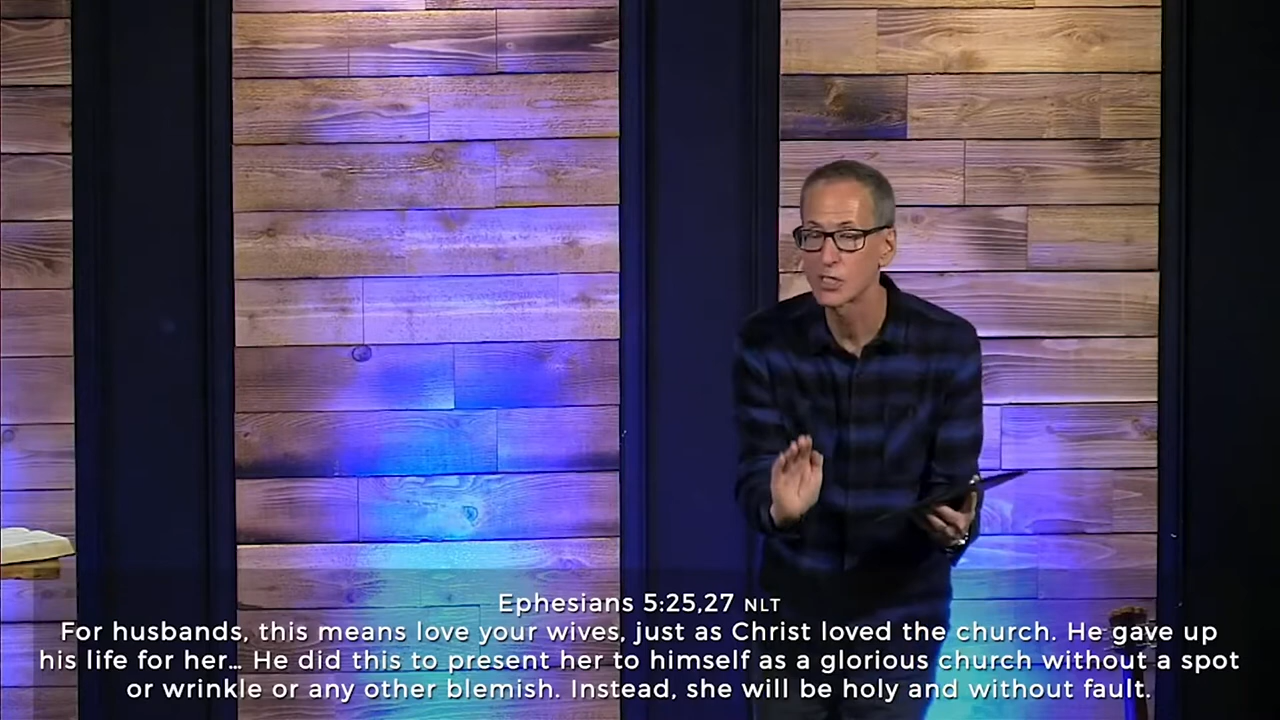 Ephesians 5:25,27 NLT
For husbands, this means love your wives, just as Christ loved the church. He gave up
his life for her… He did this to present her to himself as a glorious church without a spot
or wrinkle or any other blemish. Instead, she will be holy and without fault.